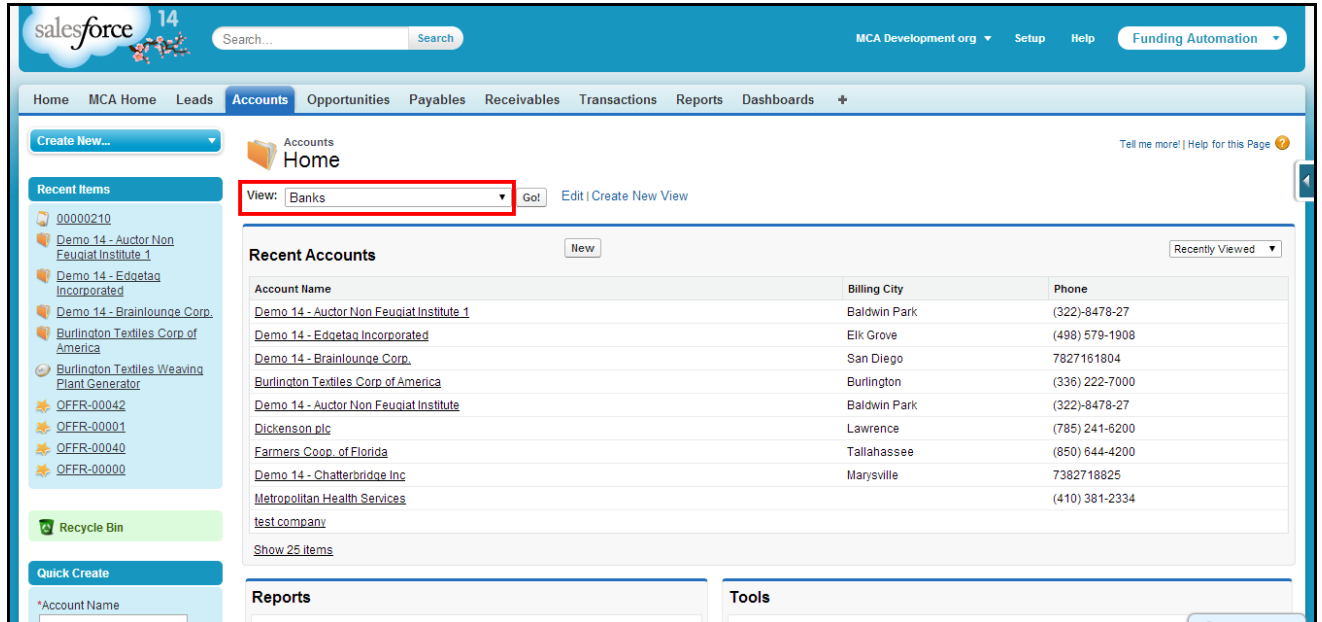 salesforce 14
Search... Search
MCA Development org Setup Help Funding Automation
Home MCA Home Leads Accounts Opportunities Payables Receivables Transactions Reports Dashboards +
Create New...
Recent Items
00000210
Demo 14 - Auctor Non
Feugiat Institute 1
Demo 14 - Edgetag
Incorporated
Demo 14 - Brainlounge Corp.
Burlington Textiles Corp of
America
Burlington Textiles Weaving
Plant Generator
OFFR-00042
OFFR-00001
OFFR-00040
OFFR-00000
Recycle Bin
Quick Create
*Account Name
Accounts
Home
Tell me more! | Help for this Page ?
View: Banks Go! Edit | Create New View
Recent Accounts New Recently Viewed
Account Name Billing City Phone
Demo 14 - Auctor Non Feugiat Institute 1 Baldwin Park (322)-8478-27
Demo 14 - Edgetag Incorporated Elk Grove (498) 579-1908
Demo 14 - Brainlounge Corp. San Diego 7827161804
Burlington Textiles Corp of America Burlington (336) 222-7000
Demo 14 - Auctor Non Feugiat Institute Baldwin Park (322)-8478-27
Dickenson plc Lawrence (785) 241-6200
Farmers Coop. of Florida Tallahassee (850) 644-4200
Demo 14 - Chatterbridge Inc Marysville 7382718825
Metropolitan Health Services (410) 381-2334
test company
Show 25 items
Reports Tools